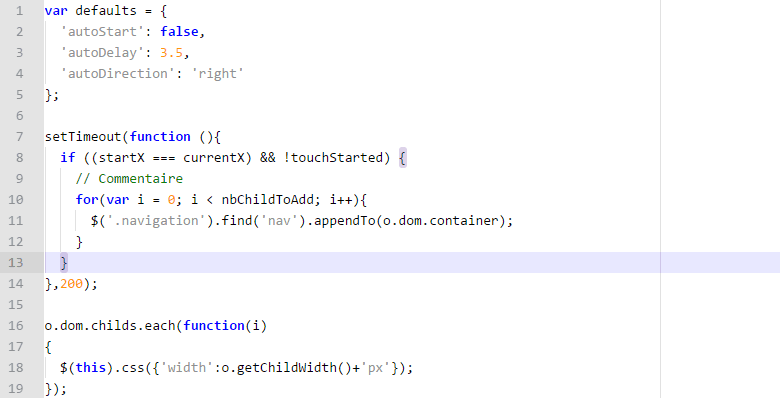 1 var defaults = {
2   'autoStart': false,
3   'autoDelay': 3.5,
4   'autoDirection': 'right'
5 };
6
7 setTimeout(function (){
8   if ((startX === currentX) && !touchStarted) {
9     // Commentaire
10     for(var i = 0; i < nbChildToAdd; i++){
11       $('.navigation').find('nav').appendTo(o.dom.container);
12     }
13   }
14 },200);
15
16 o.dom.childs.each(function(i)
17 {
18   $(this).css({'width':o.getChildWidth()+'px'});
19 });